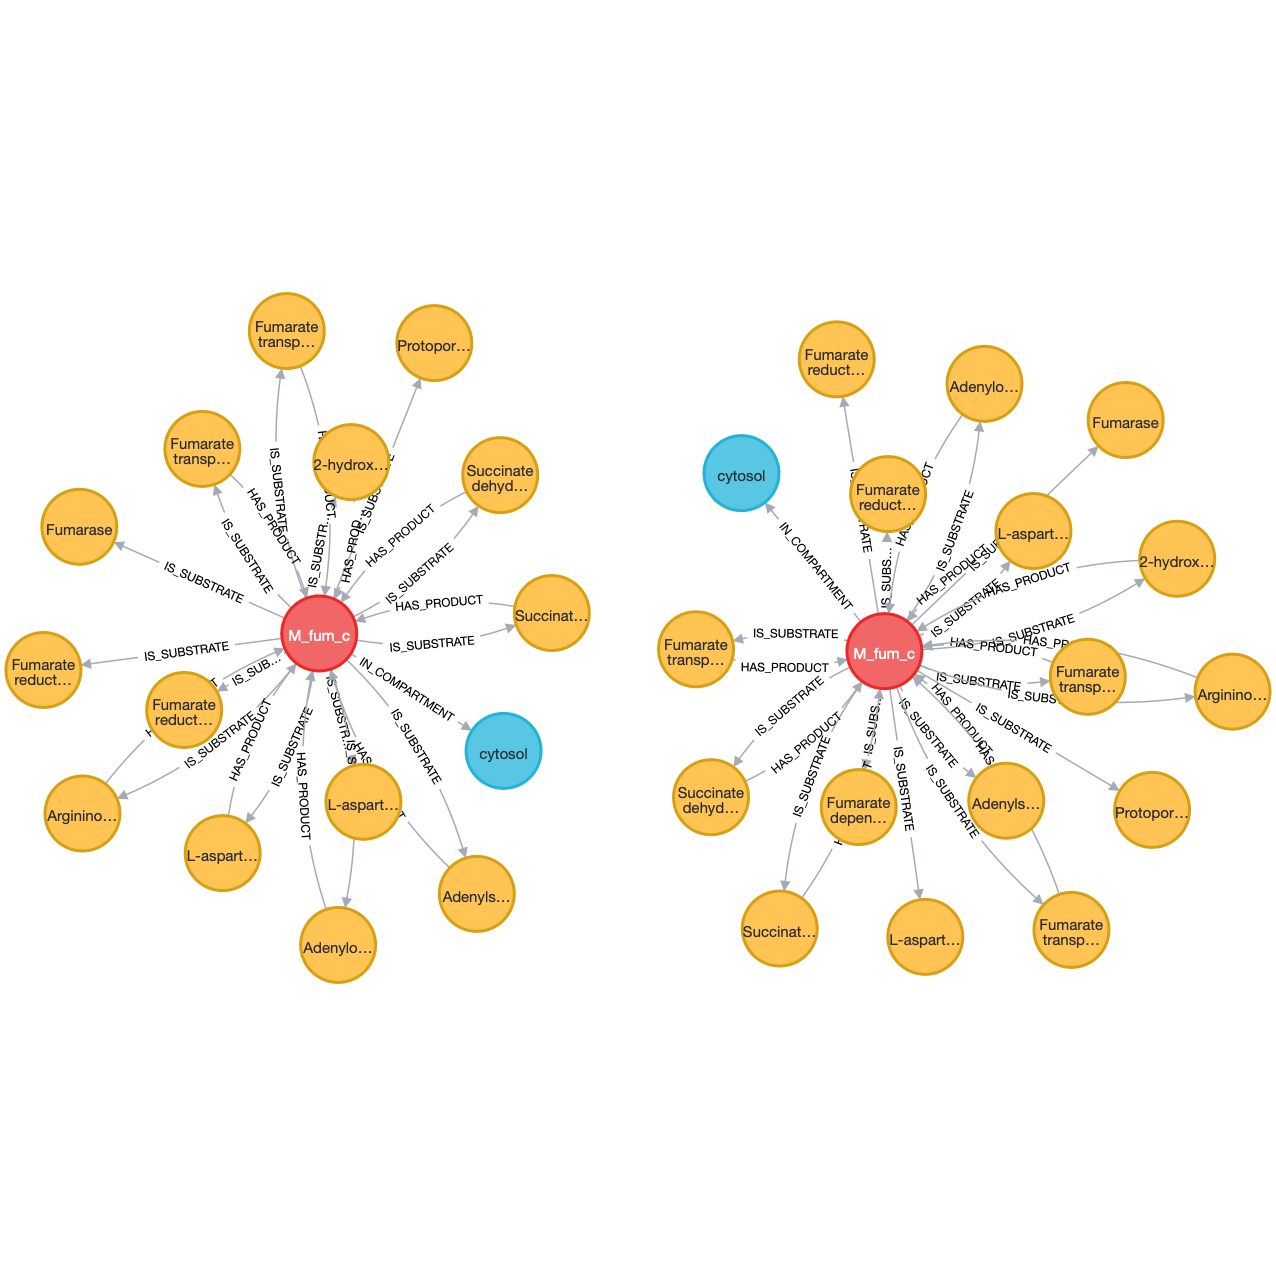 Fumarate
transp…
Protopor…
Fumarate
transp…
2-hydrox…
Succinate
dehyd…
Fumarase
IS_SUBSTRATE
HAS_PRODUCT
IS_SUBSTRATE
IS_SUBSTR…
HAS_PRODUCT
IS_SUBSTRATE
IS_SUBSTRATE
IS_SUBSTRATE
HAS_PRODUCT
Succinat…
M_fum_c
IS_SUBSTRATE
IS_SUBSTRATE
Fumarate
reduct…
IS_SUB…
IN_COMPARTMENT
Fumarate
reduct…
cytosol
IS_SUBSTRATE
HAS_PRODUCT
IS_SUBSTRATE
HAS_PRODUCT
IS_SUBSTRATE
Arginino…
L-aspart…
L-aspart…
Adenyls…
Adenylo…
Fumarate
reduct…
Adenylo…
Fumarase
cytosol
Fumarate
reduct…
L-aspart…
2-hydrox…
IN_COMPARTMENT
IS_SUBS…
IS_SUBSTRATE
HAS_PRODUCT
IS_SUBSTRATE
HAS_PRODUCT
IS_SUBSTRATE
Fumarate
transp…
IS_SUBSTRATE
HAS_PRODUCT
M_fum_c
HAS_PRODUCT
IS_SUBSTRATE
Fumarate
transp…
Arginino…
IS_SUBSTRATE
HAS_PRODUCT
IS_SUBSTRATE
IS_SUBS…
IS_SUBSTRATE
IS_SUBSTRATE
HAS_PRODUCT
IS_SUBSTRATE
IS_SUBSTRATE
Succinate
dehyd…
Fumarate
depen…
Adenyls…
Protopor…
Succinat…
L-aspart…
Fumarate
transp…